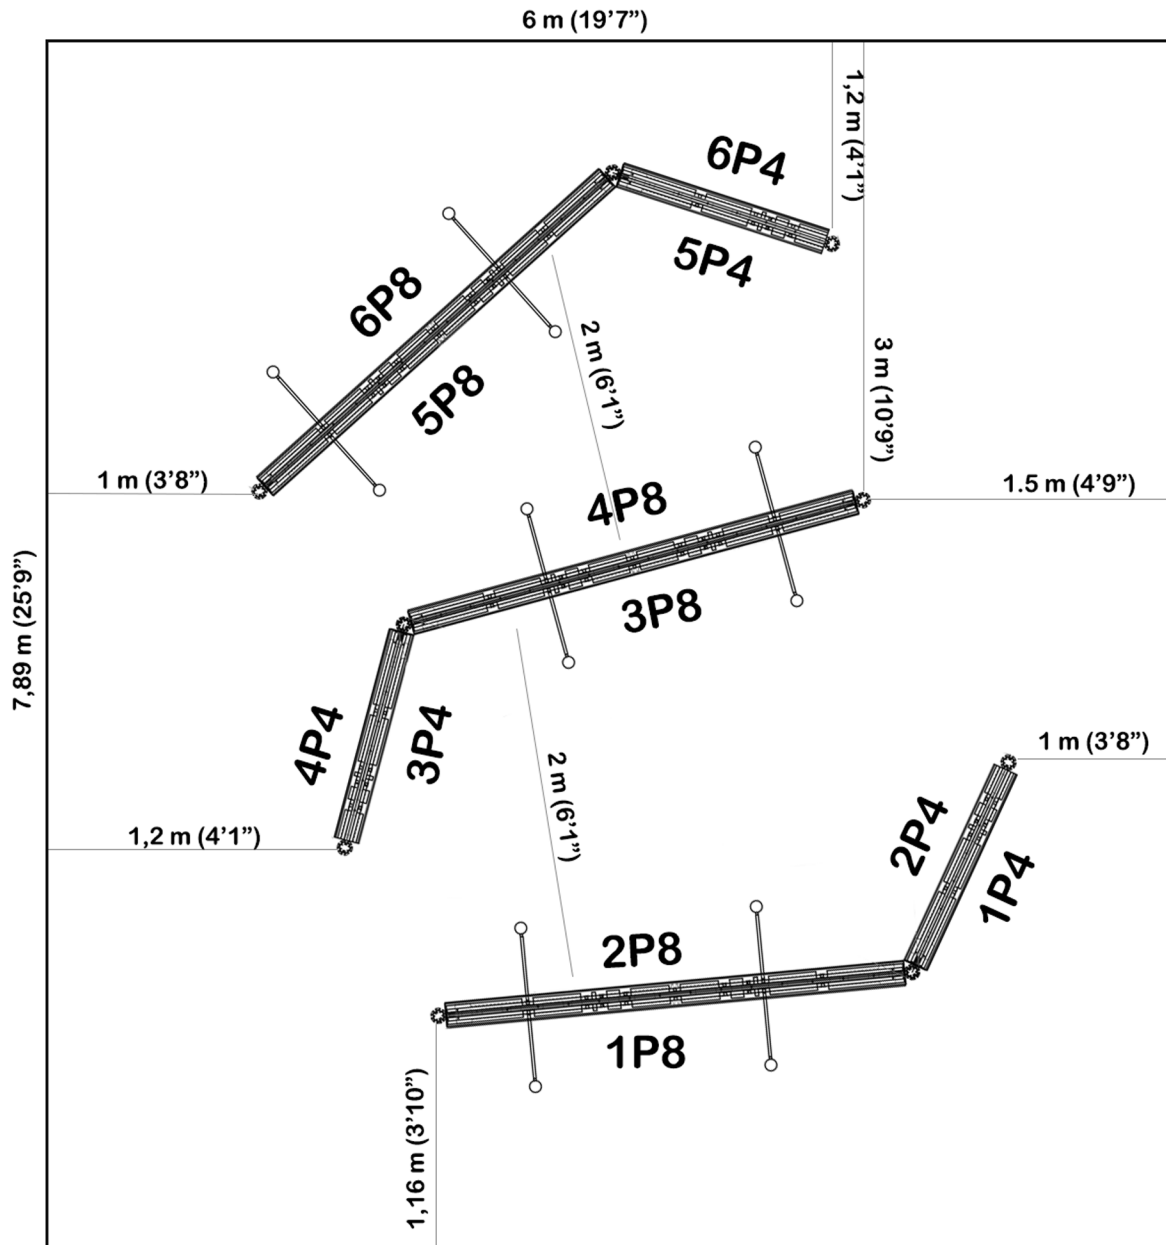 6 m (19’7”)
1,2 m (4’1”)
6P4
5P4
6P8
5P8
2 m (6’1”)
3 m (10’9”)
1 m (3’8”)
4P8
1.5 m (4’9”)
3P8
7,89 m (25’9”)
4P4
3P4
1 m (3’8”)
2 m (6’1”)
1,2 m (4’1”)
2P4
1P4
2P8
1P8
1,16 m (3’10”)